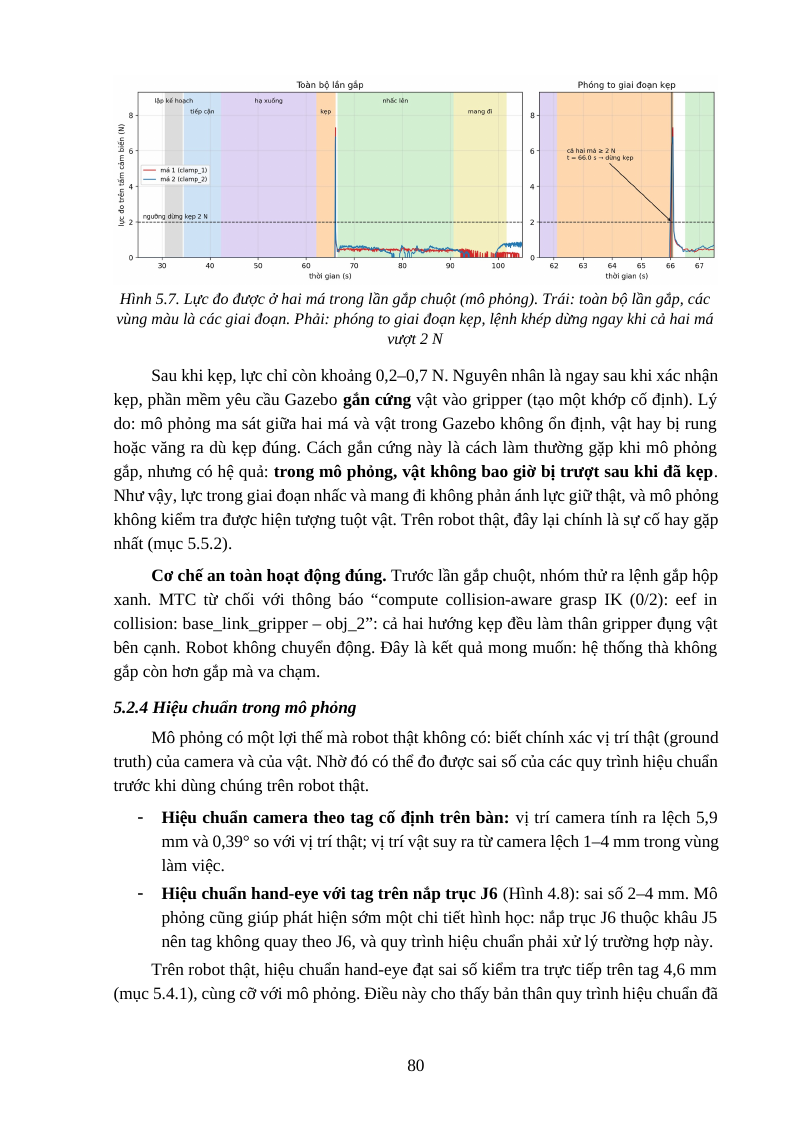 Toàn bộ lần gắp
Phóng to giai đoạn kẹp
lập kế hoạch
hạ xuống
nhấc lên
tiếp cận
kẹp
mang đi
8
6
4
2
0
lực đo trên tấm cảm biến (N)
má 1 (clamp_1)
má 2 (clamp_2)
ngưỡng dừng kẹp 2 N
30 40 50 60 70 80 90 100
thời gian (s)
8
6
4
2
0
cả hai má ≥ 2 N
t = 66.0 s → dừng kẹp
62 63 64 65 66 67
thời gian (s)
Hình 5.7. Lực đo được ở hai má trong lần gắp chuột (mô phỏng). Trái: toàn bộ lần gắp, các
vùng màu là các giai đoạn. Phải: phóng to giai đoạn kẹp, lệnh khép dừng ngay khi cả hai má
vượt 2 N
Sau khi kẹp, lực chỉ còn khoảng 0,2–0,7 N. Nguyên nhân là ngay sau khi xác nhận
kẹp, phần mềm yêu cầu Gazebo gắn cứng vật vào gripper (tạo một khớp cố định). Lý
do: mô phỏng ma sát giữa hai má và vật trong Gazebo không ổn định, vật hay bị rung
hoặc văng ra dù kẹp đúng. Cách gắn cứng này là cách làm thường gặp khi mô phỏng
gắp, nhưng có hệ quả: trong mô phỏng, vật không bao giờ bị trượt sau khi đã kẹp.
Như vậy, lực trong giai đoạn nhấc và mang đi không phản ánh lực giữ thật, và mô phỏng
không kiểm tra được hiện tượng tuột vật. Trên robot thật, đây lại chính là sự cố hay gặp
nhất (mục 5.5.2).
Cơ chế an toàn hoạt động đúng. Trước lần gắp chuột, nhóm thử ra lệnh gắp hộp
xanh. MTC từ chối với thông báo “compute collision-aware grasp IK (0/2): eef in
collision: base_link_gripper – obj_2”: cả hai hướng kẹp đều làm thân gripper đụng vật
bên cạnh. Robot không chuyển động. Đây là kết quả mong muốn: hệ thống thà không
gắp còn hơn gắp mà va chạm.
5.2.4 Hiệu chuẩn trong mô phỏng
Mô phỏng có một lợi thế mà robot thật không có: biết chính xác vị trí thật (ground
truth) của camera và của vật. Nhờ đó có thể đo được sai số của các quy trình hiệu chuẩn
trước khi dùng chúng trên robot thật.
- Hiệu chuẩn camera theo tag cố định trên bàn: vị trí camera tính ra lệch 5,9
mm và 0,39° so với vị trí thật; vị trí vật suy ra từ camera lệch 1–4 mm trong vùng
làm việc.
- Hiệu chuẩn hand-eye với tag trên nắp trục J6 (Hình 4.8): sai số 2–4 mm. Mô
phỏng cũng giúp phát hiện sớm một chi tiết hình học: nắp trục J6 thuộc khâu J5
nên tag không quay theo J6, và quy trình hiệu chuẩn phải xử lý trường hợp này.
Trên robot thật, hiệu chuẩn hand-eye đạt sai số kiểm tra trực tiếp trên tag 4,6 mm
(mục 5.4.1), cùng cỡ với mô phỏng. Điều này cho thấy bản thân quy trình hiệu chuẩn đã
80